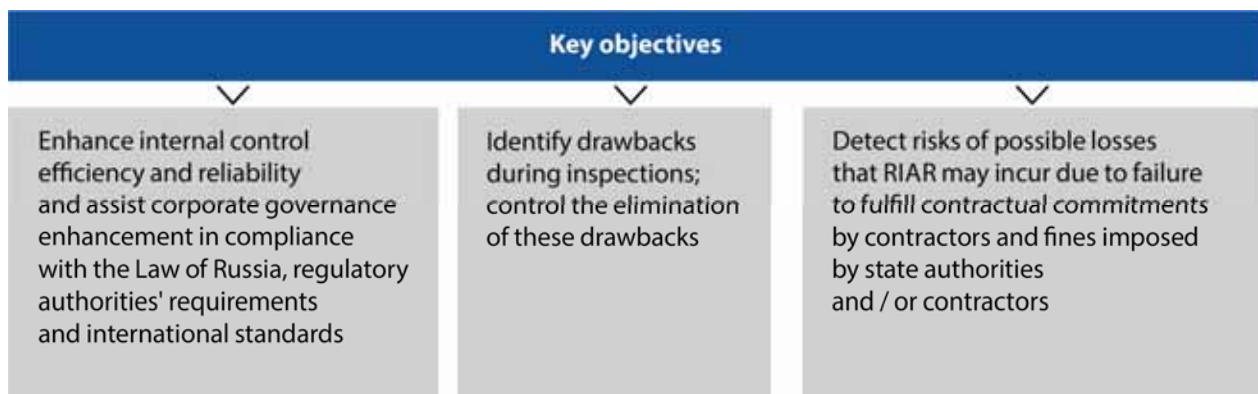 Key objectives
Enhance internal control
efficiency and reliability
and assist corporate governance
enhancement in compliance
with the Law of Russia, regulatory
authorities' requirements
and international standards
Identify drawbacks
during inspections;
control the elimination
of these drawbacks
Detect risks of possible losses
that RIAR may incur due to failure
to fulfill contractual commitments
by contractors and fines imposed
by state authorities
and / or contractors